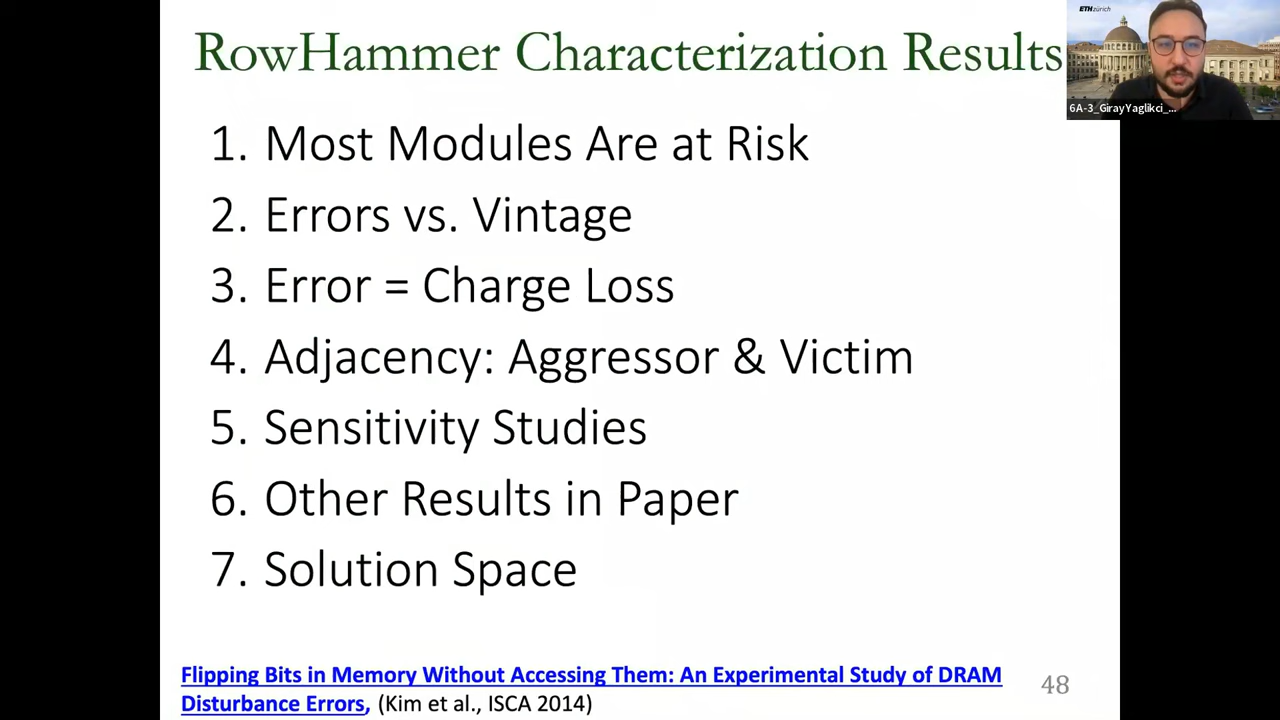 RowHammer Characterization Results
ETH zürich
6A-3_GirayYaglikci_...
1. Most Modules Are at Risk
2. Errors vs. Vintage
3. Error = Charge Loss
4. Adjacency: Aggressor & Victim
5. Sensitivity Studies
6. Other Results in Paper
7. Solution Space
Flipping Bits in Memory Without Accessing Them: An Experimental Study of DRAM
Disturbance Errors, (Kim et al., ISCA 2014)
48